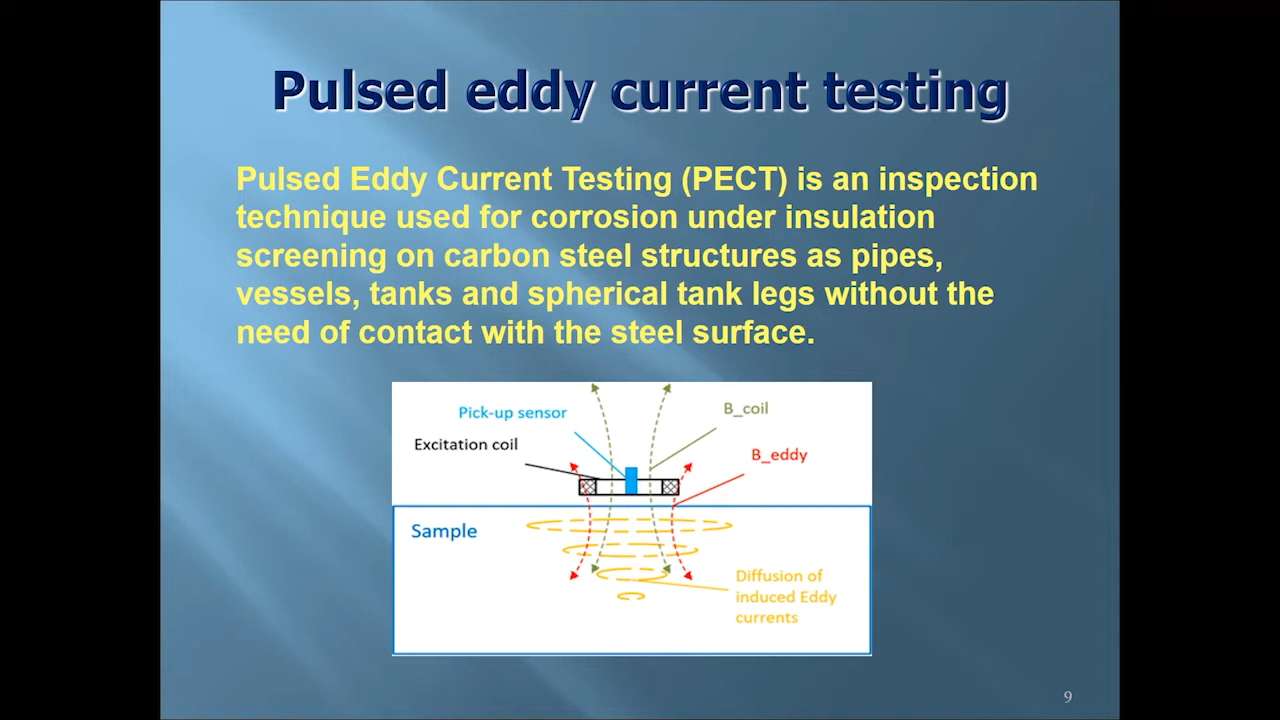 Pulsed eddy current testing
Pulsed Eddy Current Testing (PECT) is an inspection
technique used for corrosion under insulation
screening on carbon steel structures as pipes,
vessels, tanks and spherical tank legs without the
need of contact with the steel surface.
Pick-up sensor
B_coil
Excitation coil
B_eddy
Sample
Diffusion of
induced Eddy
currents
9